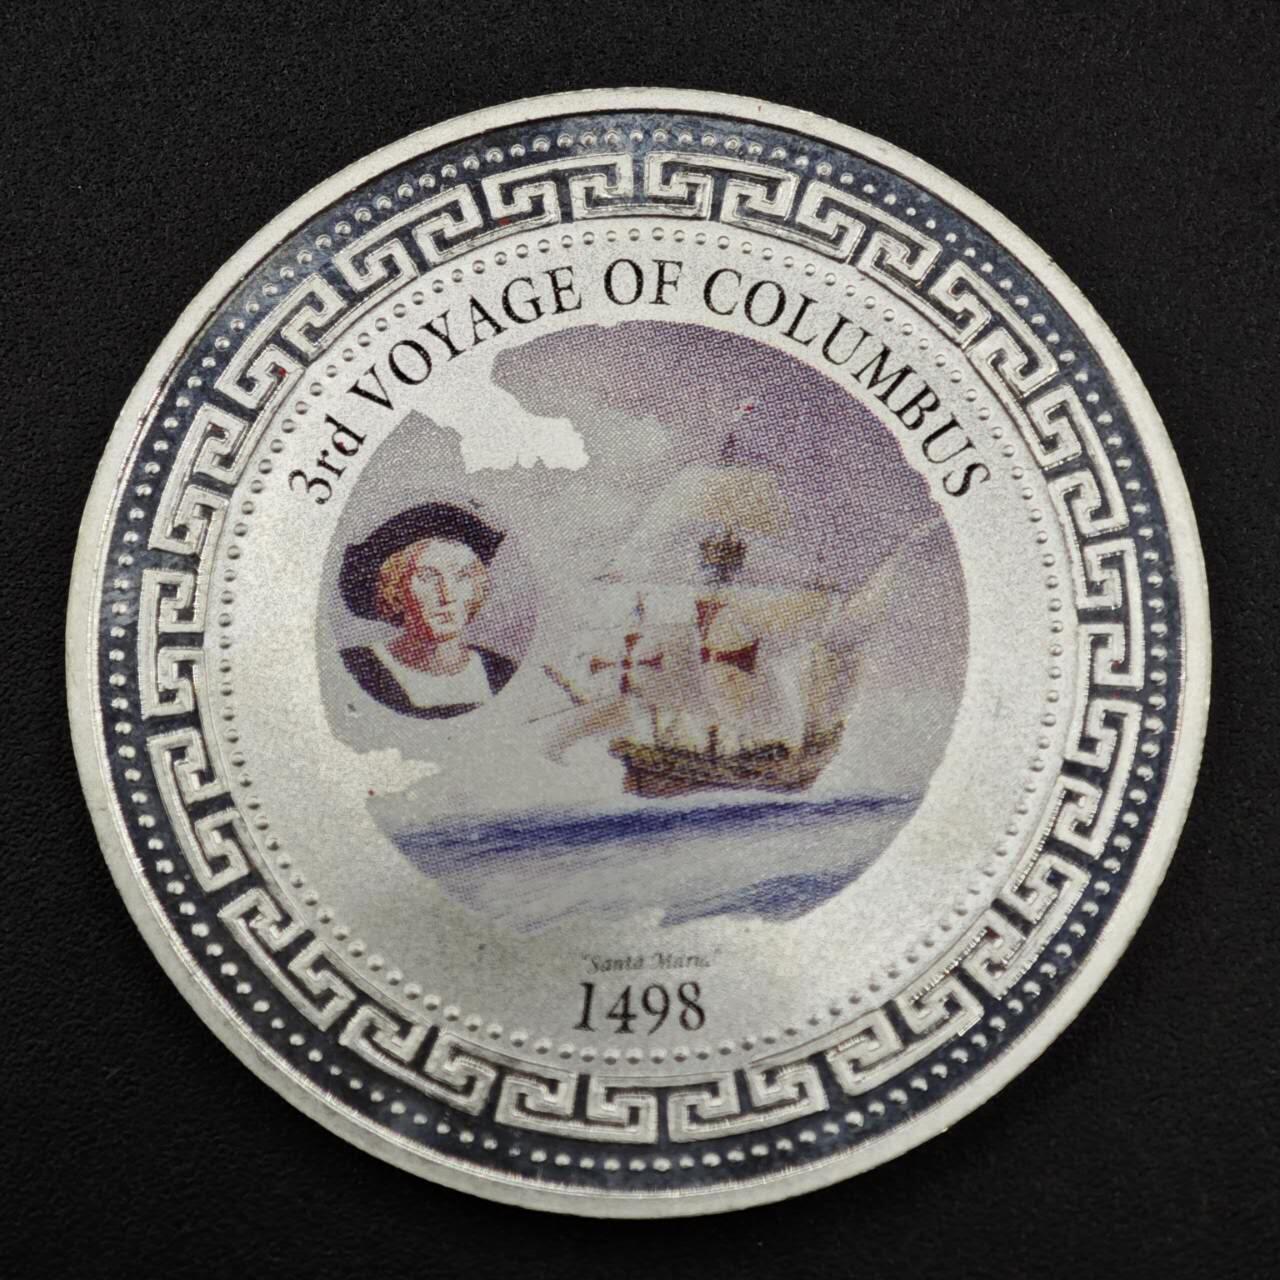 3rd VOYAGE OF COLUMBUS
"Santa Maria"
1498